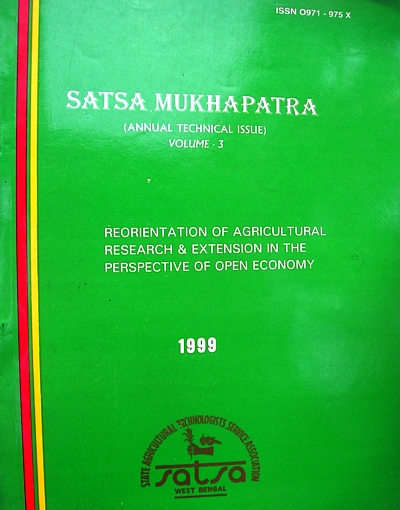 ISSN 0971 - 975 X
SATSA MUKHAPATRA
(ANNUAL TECHNICAL ISSUE)
VOLUME - 3
REORIENTATION OF AGRICULTURAL
RESEARCH & EXTENSION IN THE
PERSPECTIVE OF OPEN ECONOMY
1999
STATE AGRICULTURAL TECHNOLOGISTS SERVICE ASSOCIATION
satsa
WEST BENGAL